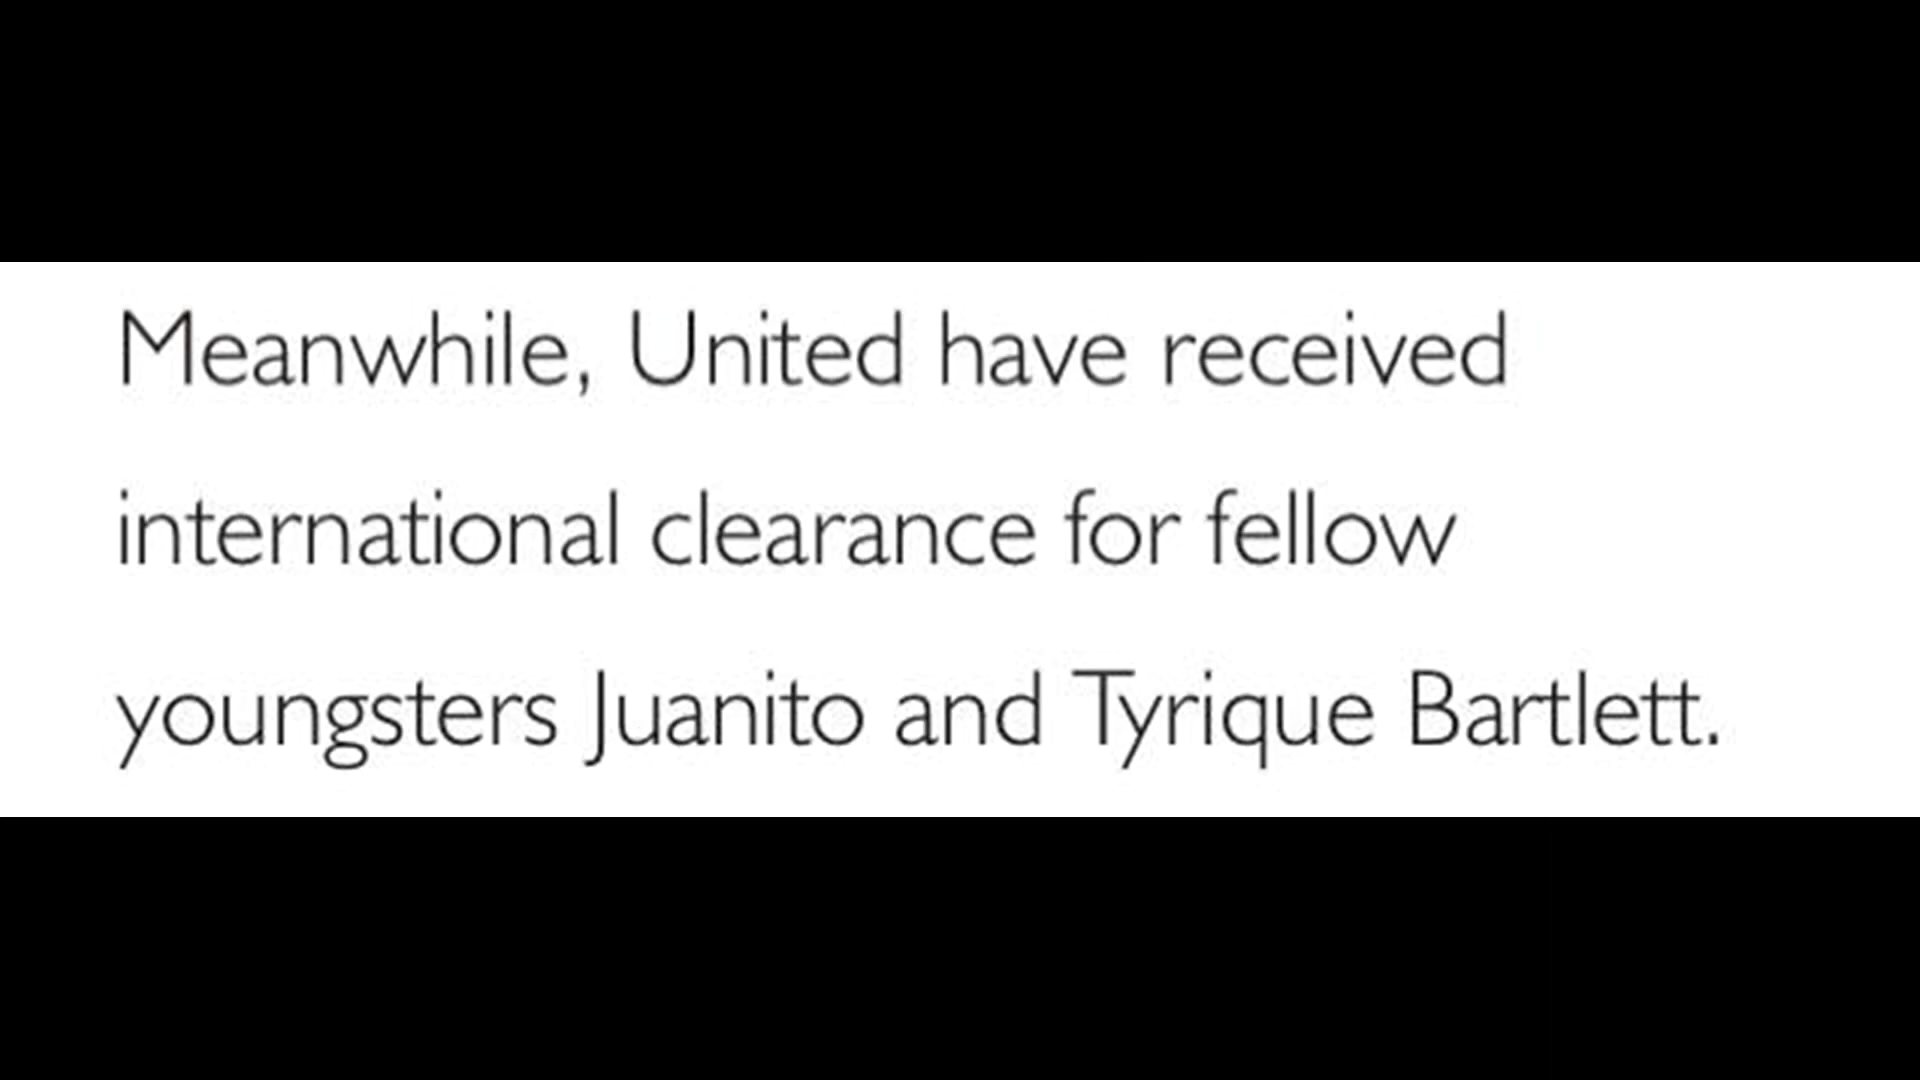 Meanwhile, United have received
international clearance for fellow
youngsters Juanito and Tyrique Bartlett.